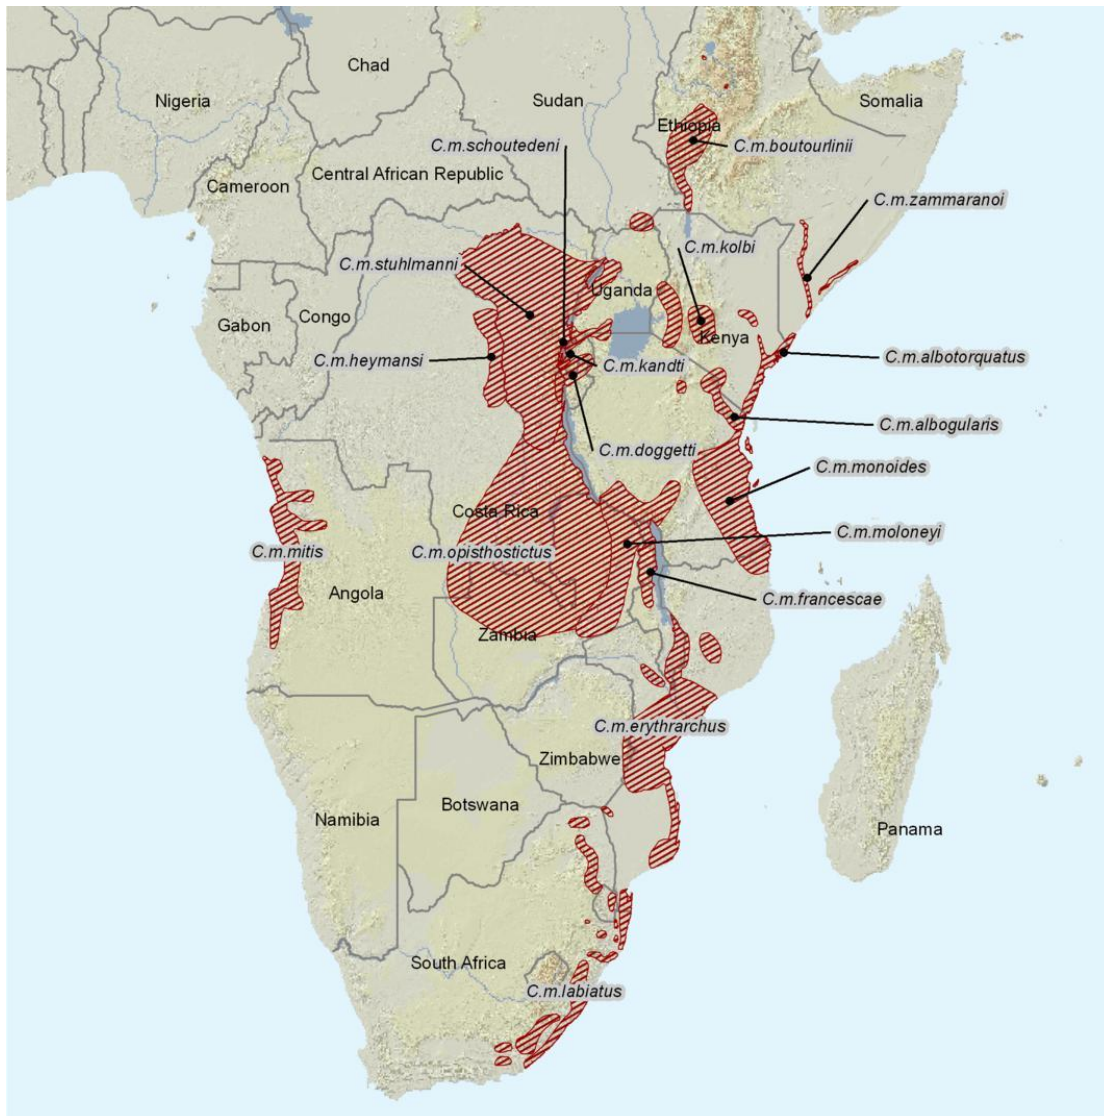 Chad
Nigeria
Sudan
Somalia
Ethiopia
C.m.schoutedeni
C.m.boutourlinii
Central African Republic
Cameroon
C.m.zammaranoi
C.m.kolbi
C.m.stuhlmanni
Uganda
Congo
Gabon
Kenya
C.m.heymansi
C.m.kandti
C.m.albotorquatus
C.m.albogularis
C.m.doggetti
C.m.monoides
Costa Rica
C.m.moloneyi
C.m.mitis
C.m.opisthostictus
Angola
C.m.francescae
Zambia
C.m.erythrarchus
Zimbabwe
Botswana
Namibia
Panama
South Africa
C.m.labiatus